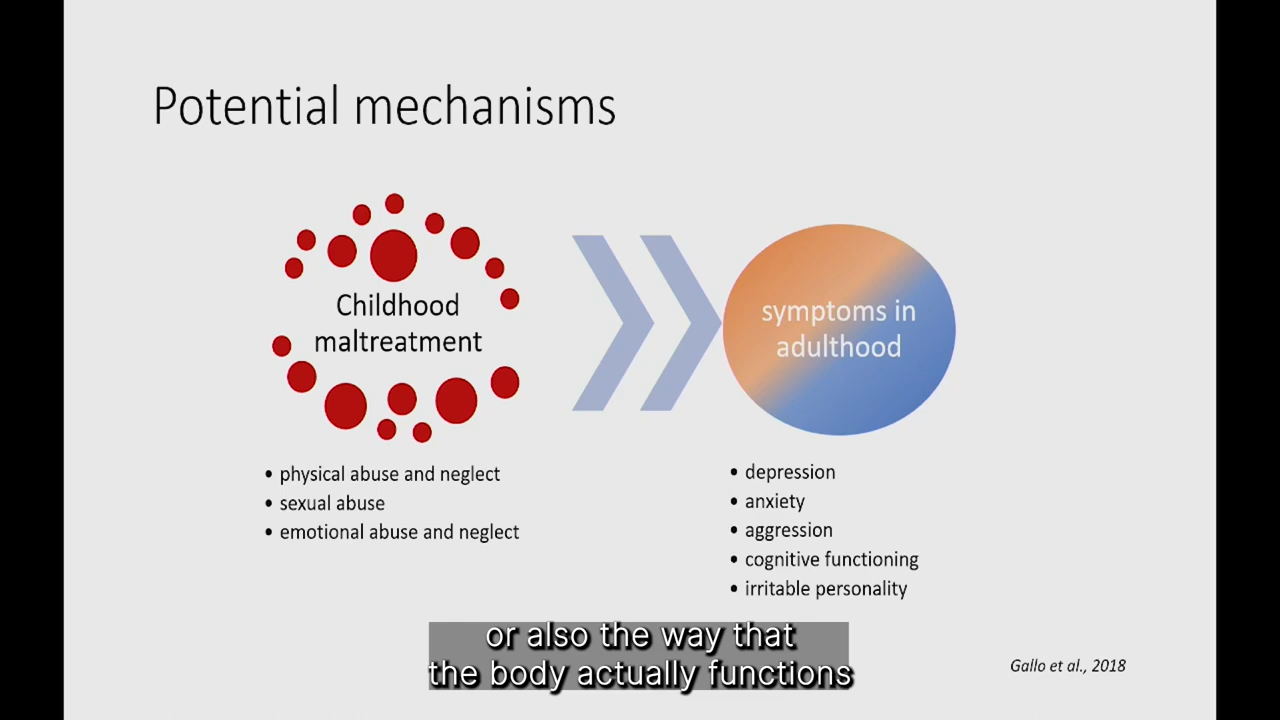 Potential mechanisms
Childhood
maltreatment
symptoms in
adulthood
• physical abuse and neglect
• sexual abuse
• emotional abuse and neglect
• depression
• anxiety
• aggression
• cognitive functioning
• irritable personality
or also the way that
the body actually functions
Gallo et al., 2018